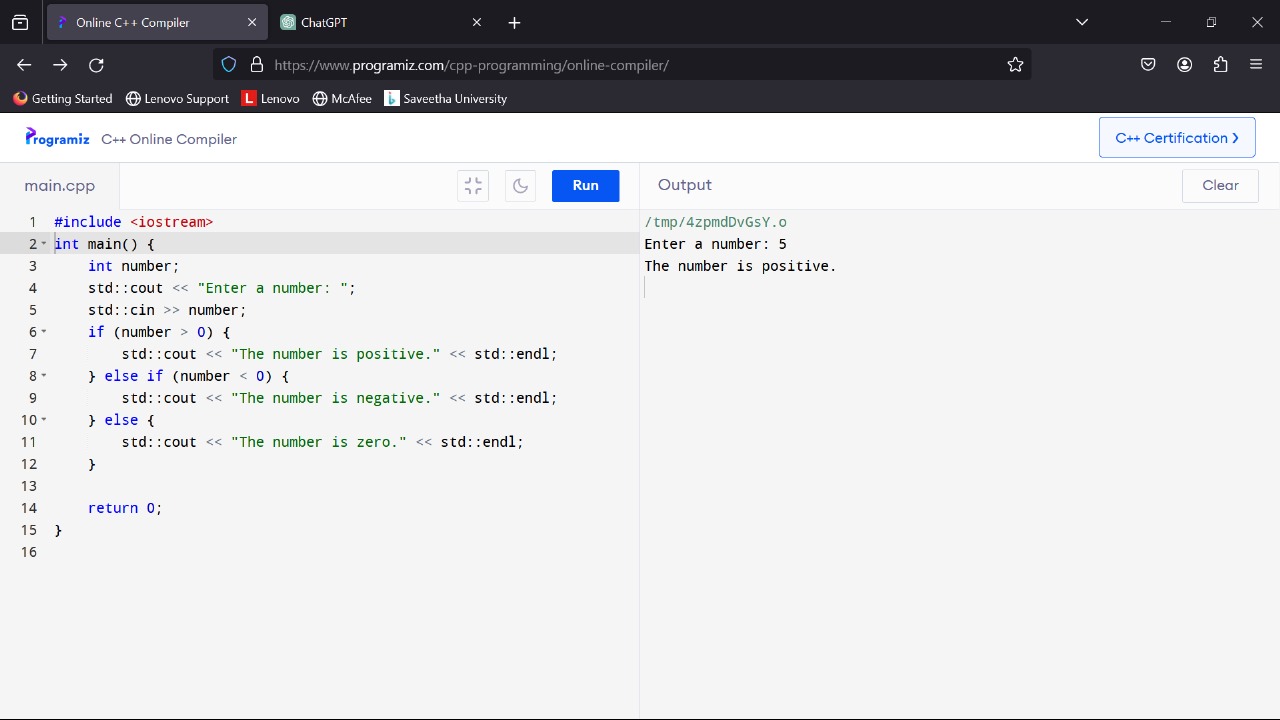 Online C++ Compiler
ChatGPT
https://www.programiz.com/cpp-programming/online-compiler/
Getting Started Lenovo Support L Lenovo McAfee Saveetha University
Programiz C++ Online Compiler
C++ Certification ❯
main.cpp
Run
Output
Clear
1 #include <iostream>
2 int main() {
3     int number;
4     std::cout << "Enter a number: ";
5     std::cin >> number;
6     if (number > 0) {
7         std::cout << "The number is positive." << std::endl;
8     } else if (number < 0) {
9         std::cout << "The number is negative." << std::endl;
10     } else {
11         std::cout << "The number is zero." << std::endl;
12     }
13
14     return 0;
15 }
16
/tmp/4zpmdDvGsY.o
Enter a number: 5
The number is positive.